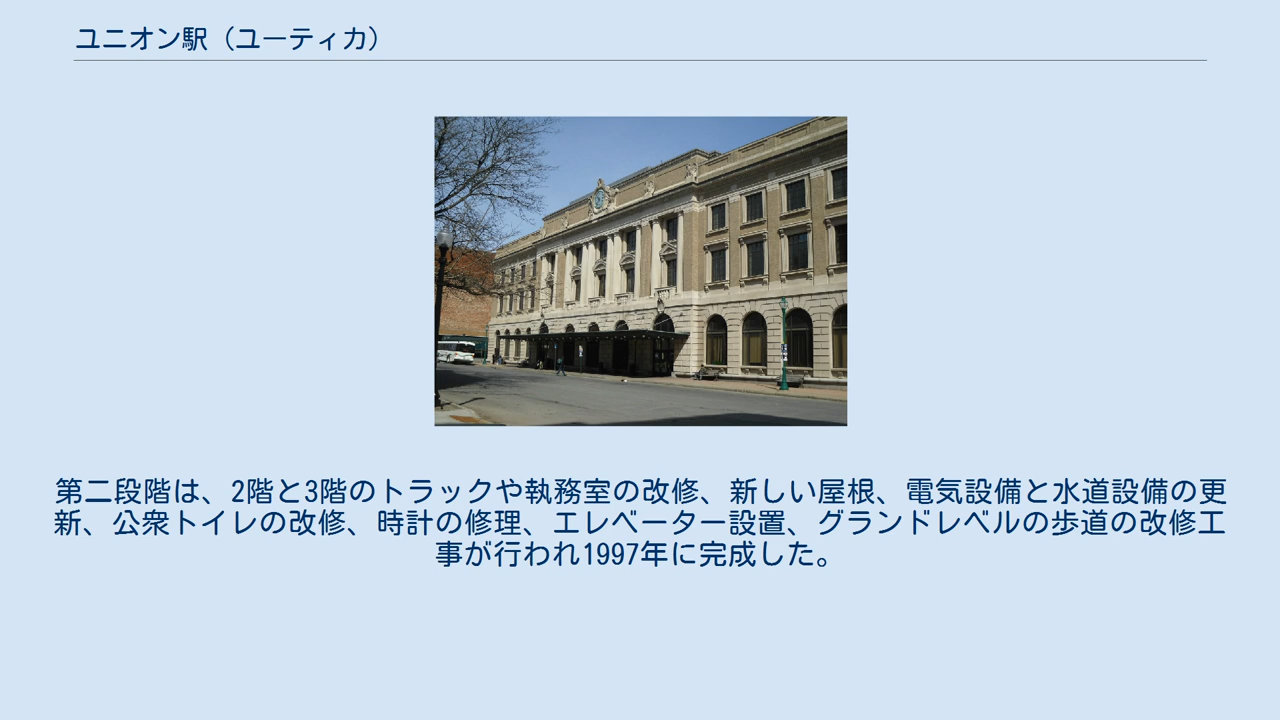 ユニオン駅（ユーティカ）
第二段階は、2階と3階のトラックや執務室の改修、新しい屋根、電気設備と水道設備の更
新、公衆トイレの改修、時計の修理、エレベーター設置、グランドレベルの歩道の改修工
事が行われ1997年に完成した。